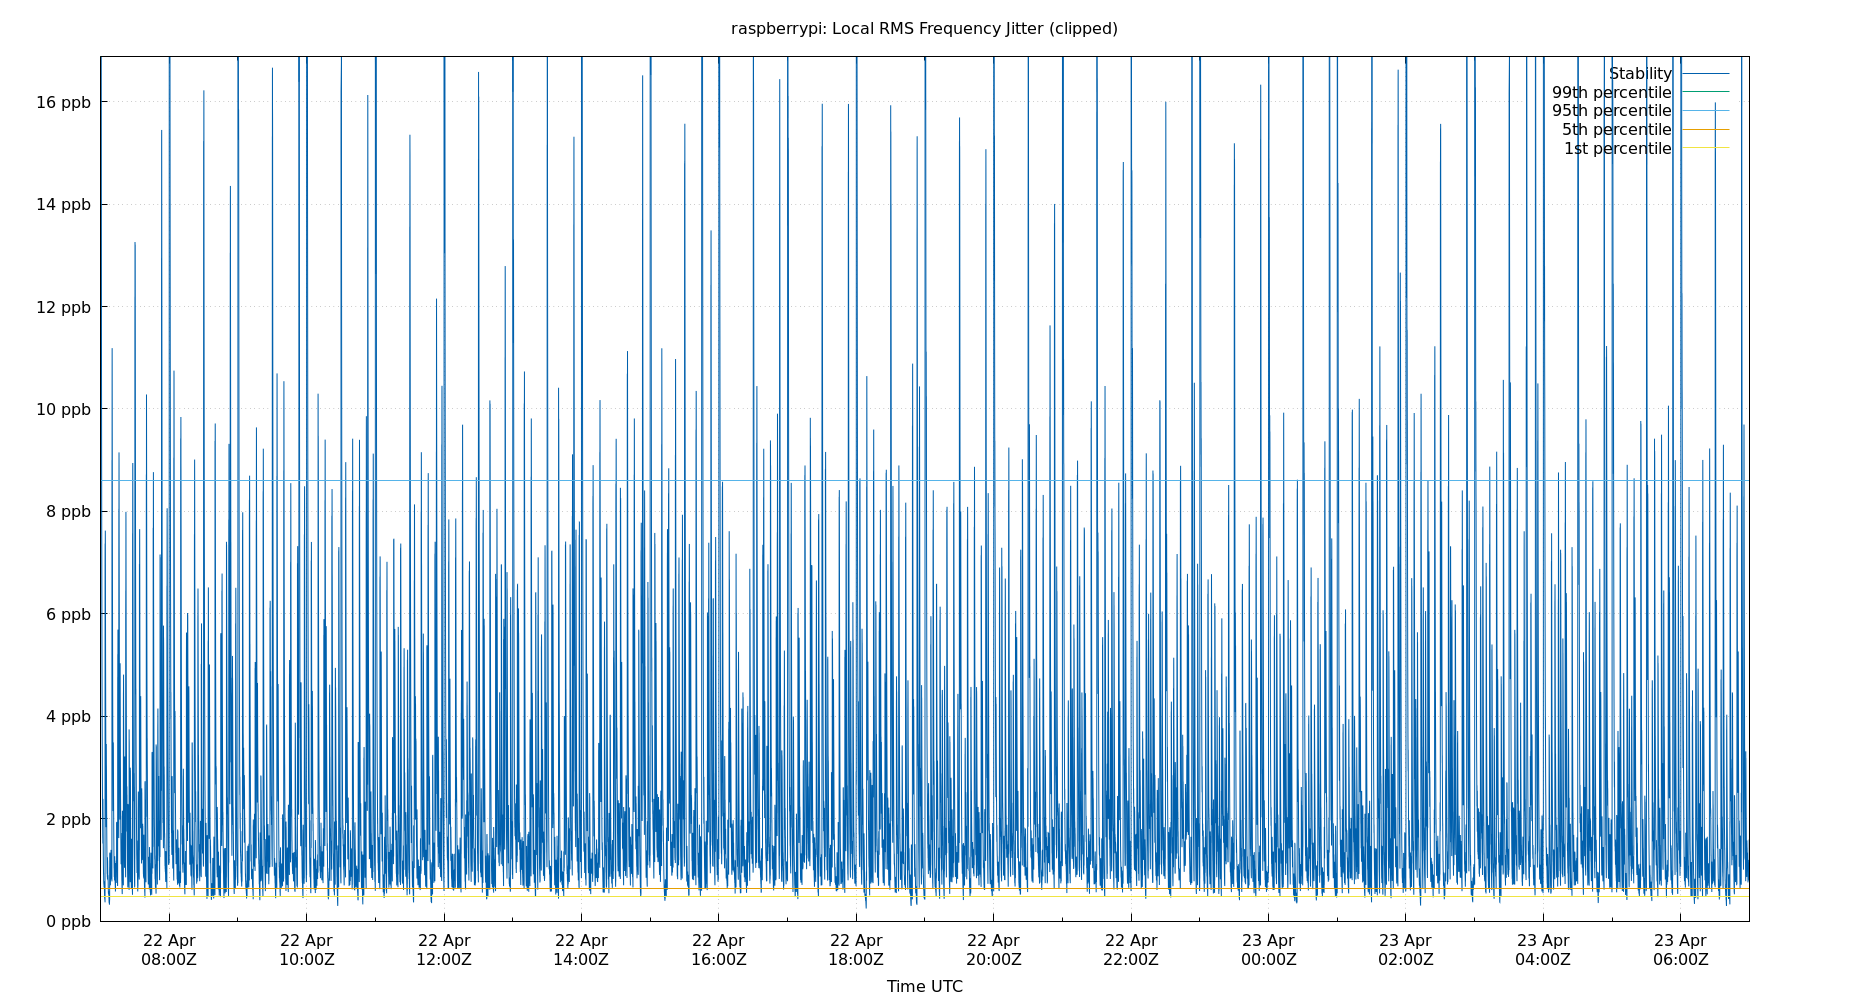 raspberrypi: Local RMS Frequency Jitter (clipped)
Stability
99th percentile
95th percentile
5th percentile
1st percentile
16 ppb
14 ppb
12 ppb
10 ppb
8 ppb
6 ppb
4 ppb
2 ppb
0 ppb
22 Apr 22 Apr 22 Apr 22 Apr 22 Apr 22 Apr 22 Apr 22 Apr 23 Apr 23 Apr 23 Apr 23 Apr
08:00Z 10:00Z 12:00Z 14:00Z 16:00Z 18:00Z 20:00Z 22:00Z 00:00Z 02:00Z 04:00Z 06:00Z
Time UTC